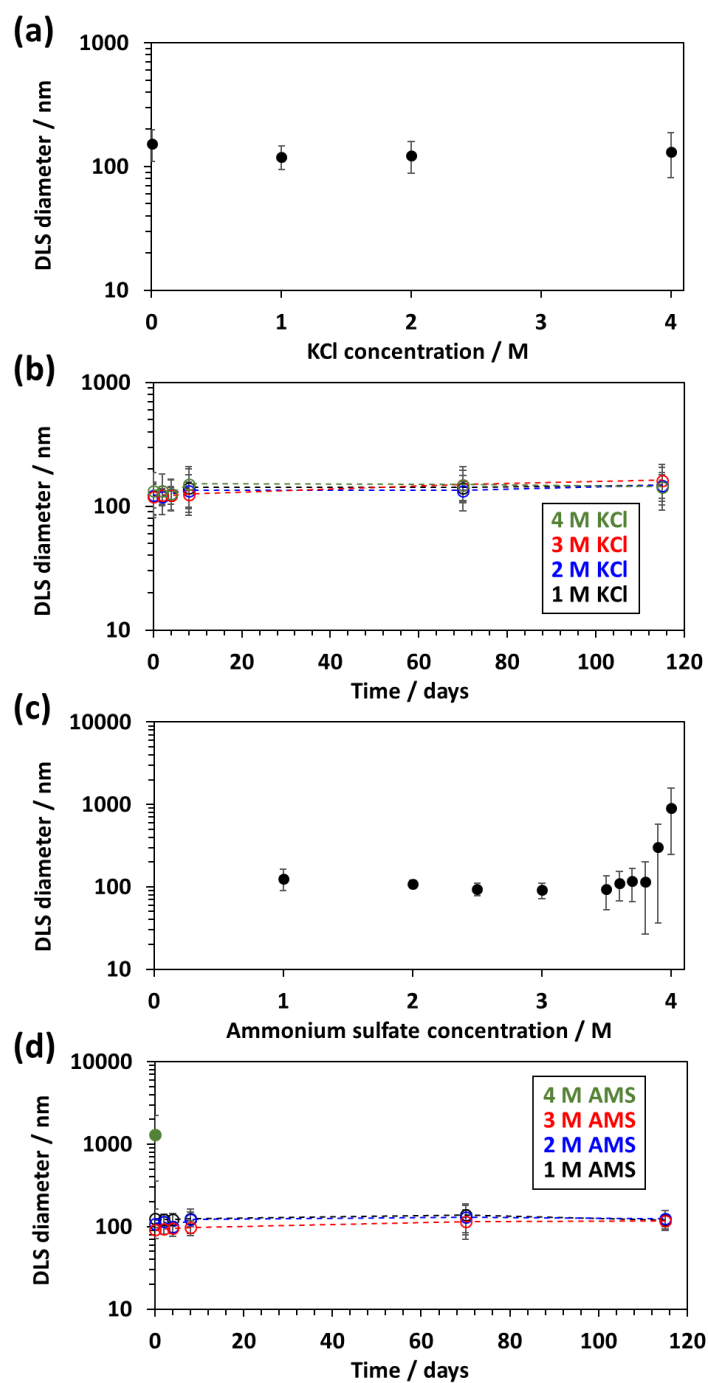 (a)
1000
100
10
DLS diameter / nm
0 1 2 3 4
KCl concentration / M
(b)
1000
100
10
DLS diameter / nm
4 M KCl
3 M KCl
2 M KCl
1 M KCl
0 20 40 60 80 100 120
Time / days
(c)
10000
1000
100
10
DLS diameter / nm
0 1 2 3 4
Ammonium sulfate concentration / M
(d)
10000
1000
100
10
DLS diameter / nm
4 M AMS
3 M AMS
2 M AMS
1 M AMS
0 20 40 60 80 100 120
Time / days